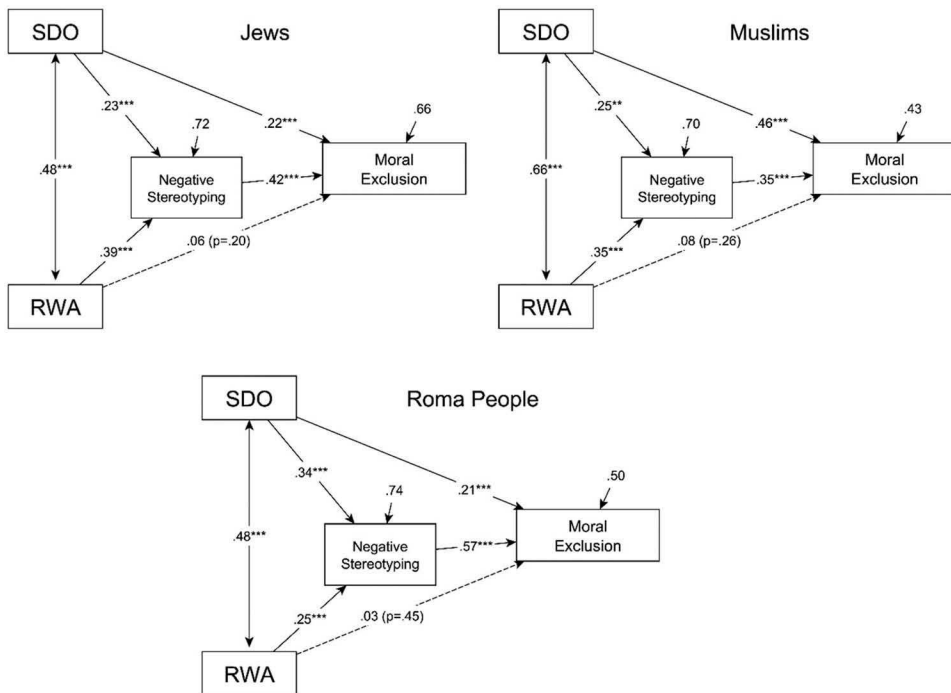 SDO
Jews
.23***
.22***
.66
.72
.48***
Negative
Stereotyping
.42***
Moral
Exclusion
.39***
.06 (p=.20)
RWA
SDO
Muslims
.25**
.46***
.43
.70
.66***
Negative
Stereotyping
.35***
Moral
Exclusion
.35***
.08 (p=.26)
RWA
SDO
Roma People
.34***
.21***
.50
.74
.48***
Negative
Stereotyping
.57***
Moral
Exclusion
.25***
.03 (p=.45)
RWA